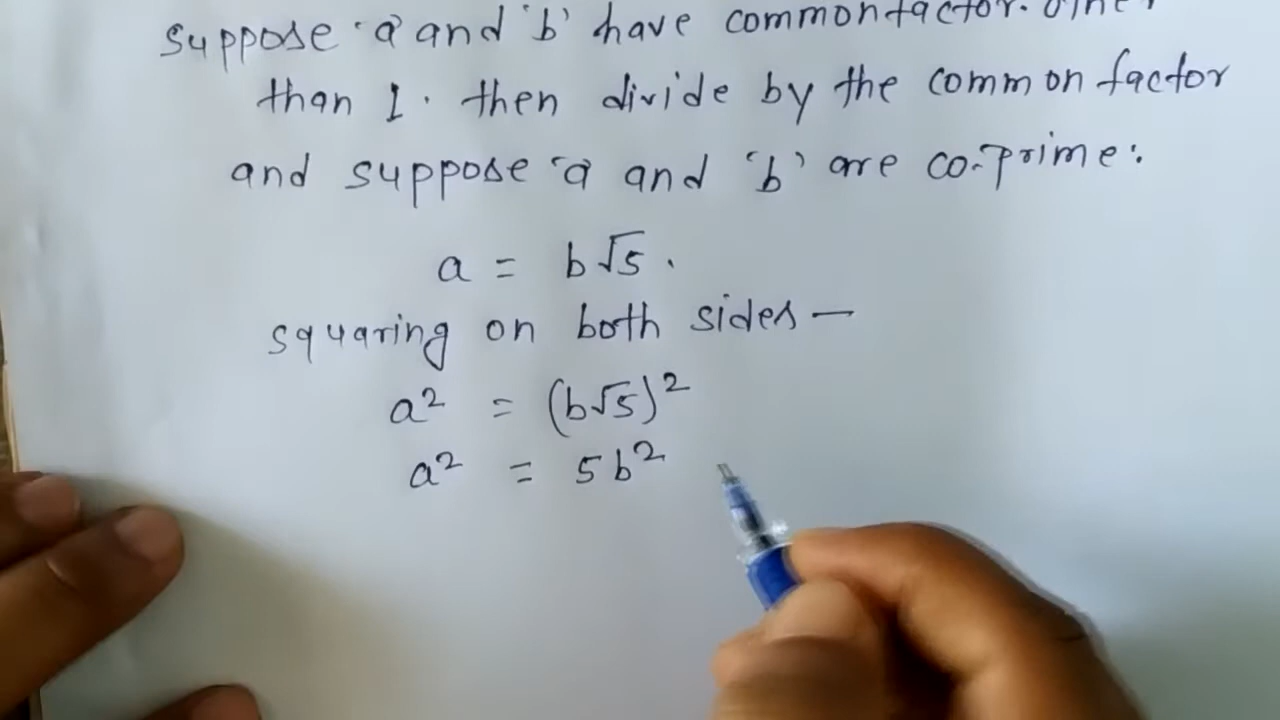 suppose 'a' and 'b' have common factor. other
than 1. then divide by the common factor
and suppose 'a' and 'b' are co-prime.
a = b√5.
squaring on both sides —
a² = (b√5)²
a² = 5b²